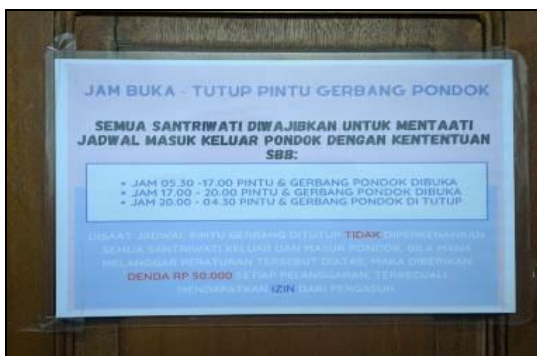 JAM BUKA - TUTUP PINTU GERBANG PONDOK
SEMUA SANTRIWATI DIWAJIBKAN UNTUK MENTAATI
JADWAL MASUK KELUAR PONDOK DENGAN KENTENTUAN
SBB:
• JAM 05.30 -17.00 PINTU & GERBANG PONDOK DIBUKA
• JAM 17.00 - 20.00 PINTU & GERBANG PONDOK DIBUKA
• JAM 20.00 - 04.30 PINTU & GERBANG PONDOK DI TUTUP
DISAAT JADWAL PINTU GERBANG DITUTUP TIDAK DIPERKENANKAN
SEMUA SANTRIWATI KELUAR DAN MASUK PONDOK, BILA MANA
MELANGGAR PERATURAN TERSEBUT DIATAS, MAKA DIBERIKAN
DENDA RP 50.000 SETIAP PELANGGARAN, TERKECUALI
MENDAPATKAN IZIN DARI PENGASUH.